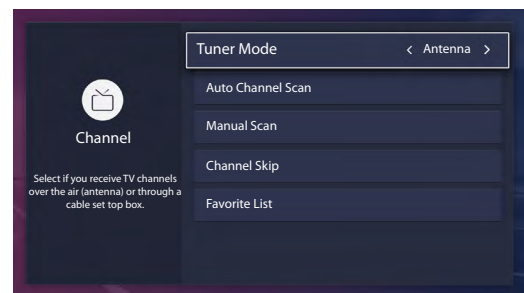 Channel
Select if you receive TV channels
over the air (antenna) or through a
cable set top box.
Tuner Mode < Antenna >
Auto Channel Scan
Manual Scan
Channel Skip
Favorite List